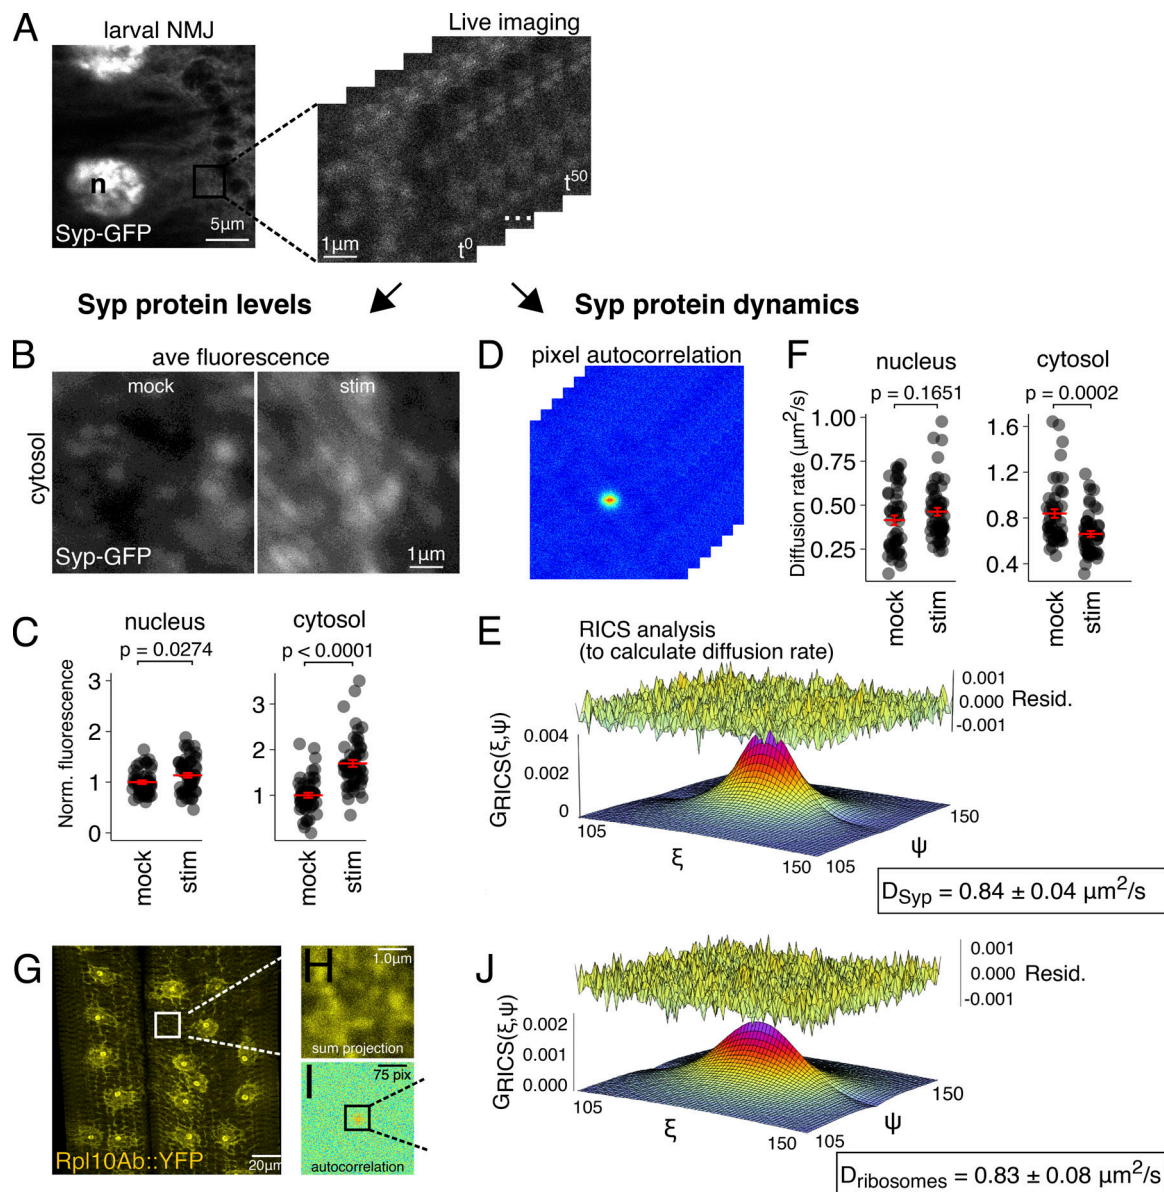 A
larval NMJ
Live imaging
n
Syp-GFP
5µm
1µm
t0
...
t50
Syp protein levels
Syp protein dynamics
B
ave fluorescence
mock
stim
cytosol
Syp-GFP
1µm
D
pixel autocorrelation
F
nucleus
cytosol
p = 0.1651
p = 0.0002
Diffusion rate (µm2/s)
1.00
0.75
0.50
0.25
1.6
1.2
0.8
0.4
mock
stim
mock
stim
C
nucleus
cytosol
p = 0.0274
p < 0.0001
Norm. fluorescence
3
2
1
0
3
2
1
0
mock
stim
mock
stim
E
RICS analysis
(to calculate diffusion rate)
0.001
0.000
-0.001
Resid.
GRICS(ξ,ψ)
0.004
0.002
0
105
ξ
150
105
ψ
150
DSyp = 0.84 ± 0.04 µm2/s
G
Rpl10Ab::YFP
20µm
H
1.0µm
sum projection
I
75 pix
autocorrelation
J
0.001
0.000
-0.001
Resid.
GRICS(ξ,ψ)
0.002
0.001
0.000
105
ξ
150
105
ψ
150
Dribosomes = 0.83 ± 0.08 µm2/s